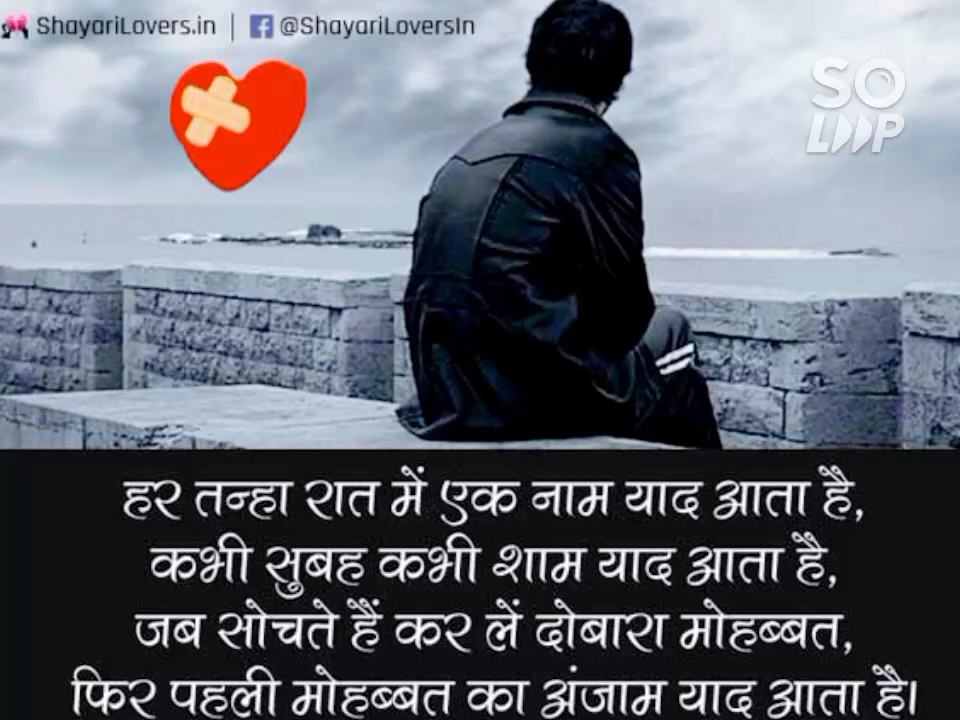 ShayariLovers.in | @ShayariLoversIn
SO
LOOP
हर तन्हा रात में एक नाम याद आता है,
कभी सुबह कभी शाम याद आता है,
जब सोचते हैं कर लें दोबारा मोहब्बत,
फिर पहली मोहब्बत का अंजाम याद आता है।